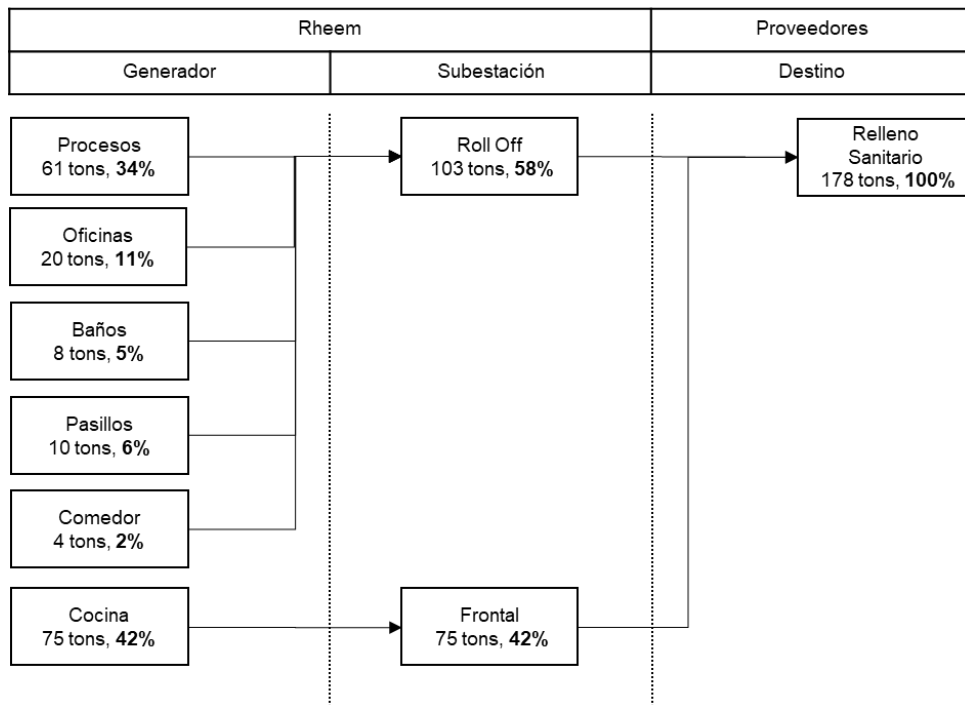 Rheem
Proveedores
Generador
Subestación
Destino
Procesos
61 tons, 34%
Roll Off
103 tons, 58%
Relleno
Sanitario
178 tons, 100%
Oficinas
20 tons, 11%
Baños
8 tons, 5%
Pasillos
10 tons, 6%
Comedor
4 tons, 2%
Cocina
75 tons, 42%
Frontal
75 tons, 42%